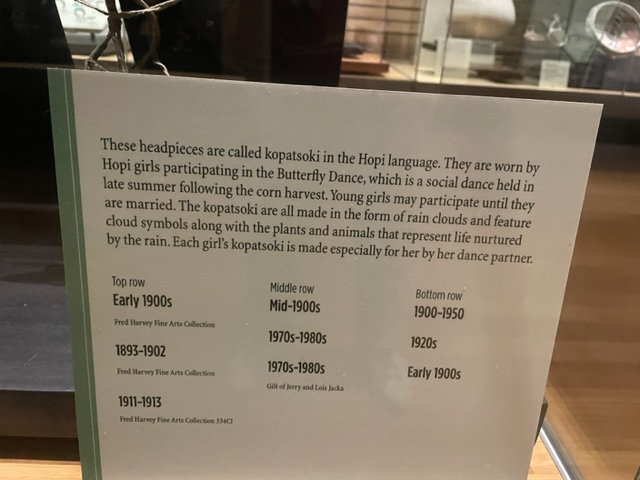 These headpieces are called kopatsoki in the Hopi language. They are worn by
Hopi girls participating in the Butterfly Dance, which is a social dance held in
late summer following the corn harvest. Young girls may participate until they
are married. The kopatsoki are all made in the form of rain clouds and feature
cloud symbols along with the plants and animals that represent life nurtured
by the rain. Each girl's kopatsoki is made especially for her by her dance partner.
Top row
Early 1900s
Fred Harvey Fine Arts Collection
1893-1902
Fred Harvey Fine Arts Collection
1911-1913
Fred Harvey Fine Arts Collection 334CI
Middle row
Mid-1900s
1970s-1980s
1970s-1980s
Gift of Jerry and Lois Jacka
Bottom row
1900-1950
1920s
Early 1900s